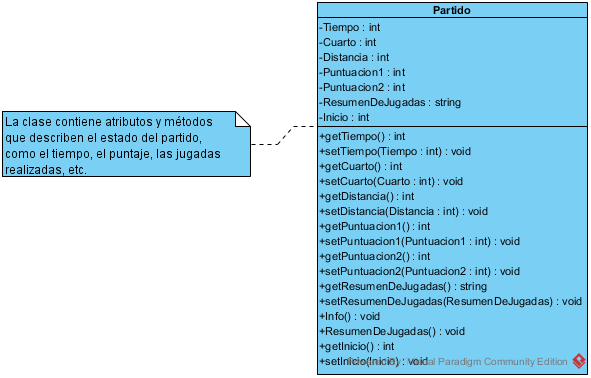 Partido
-Tiempo : int
-Cuarto : int
-Distancia : int
-Puntuacion1 : int
-Puntuacion2 : int
-ResumenDeJugadas : string
-Inicio : int
La clase contiene atributos y métodos
que describen el estado del partido,
como el tiempo, el puntaje, las jugadas
realizadas, etc.
+getTiempo() : int
+setTiempo(Tiempo : int) : void
+getCuarto() : int
+setCuarto(Cuarto : int) : void
+getDistancia() : int
+setDistancia(Distancia : int) : void
+getPuntuacion1() : int
+setPuntuacion1(Puntuacion1 : int) : void
+getPuntuacion2() : int
+setPuntuacion2(Puntuacion2 : int) : void
+getResumenDeJugadas() : string
+setResumenDeJugadas(ResumenDeJugadas) : void
+Info() : void
+ResumenDeJugadas() : void
+getInicio() : int
+setInicio(Inicio) : void
Visual Paradigm Community Edition